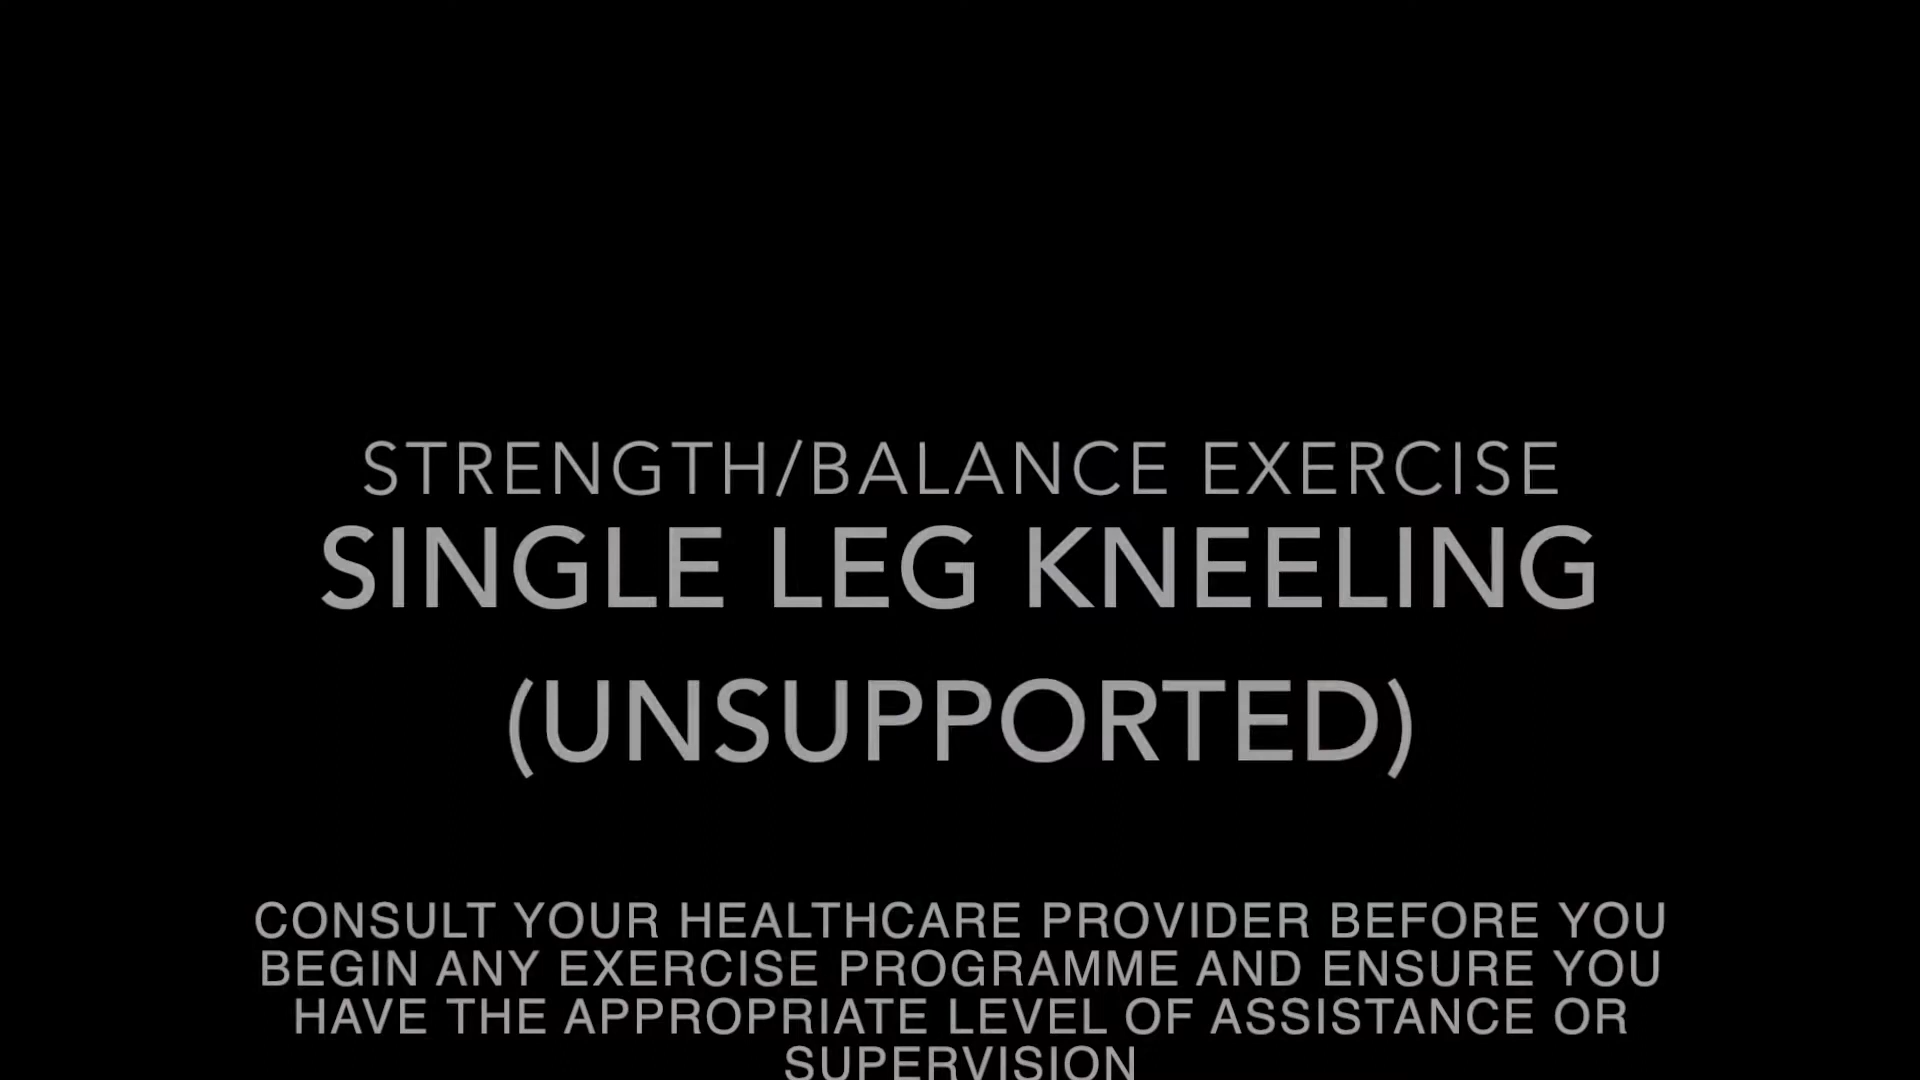 STRENGTH/BALANCE EXERCISE
SINGLE LEG KNEELING
(UNSUPPORTED)
CONSULT YOUR HEALTHCARE PROVIDER BEFORE YOU
BEGIN ANY EXERCISE PROGRAMME AND ENSURE YOU
HAVE THE APPROPRIATE LEVEL OF ASSISTANCE OR
SUPERVISION